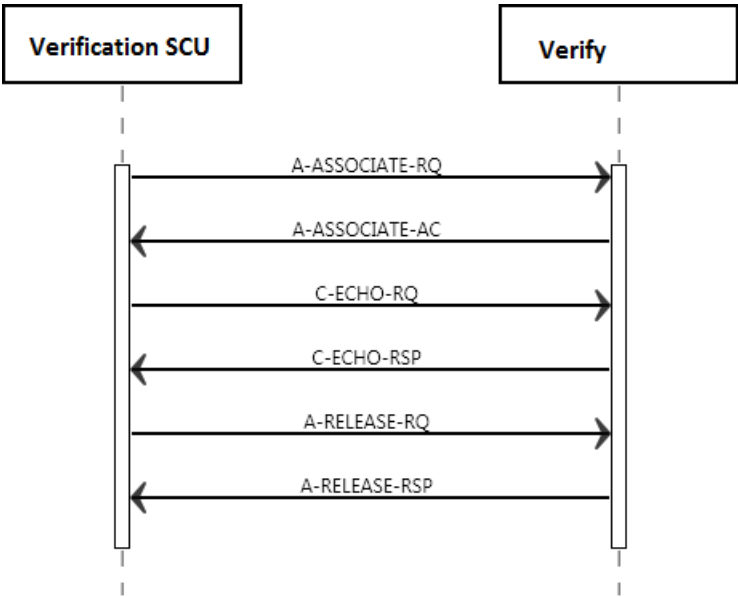 Verification SCU
Verify
A-ASSOCIATE-RQ
A-ASSOCIATE-AC
C-ECHO-RQ
C-ECHO-RSP
A-RELEASE-RQ
A-RELEASE-RSP